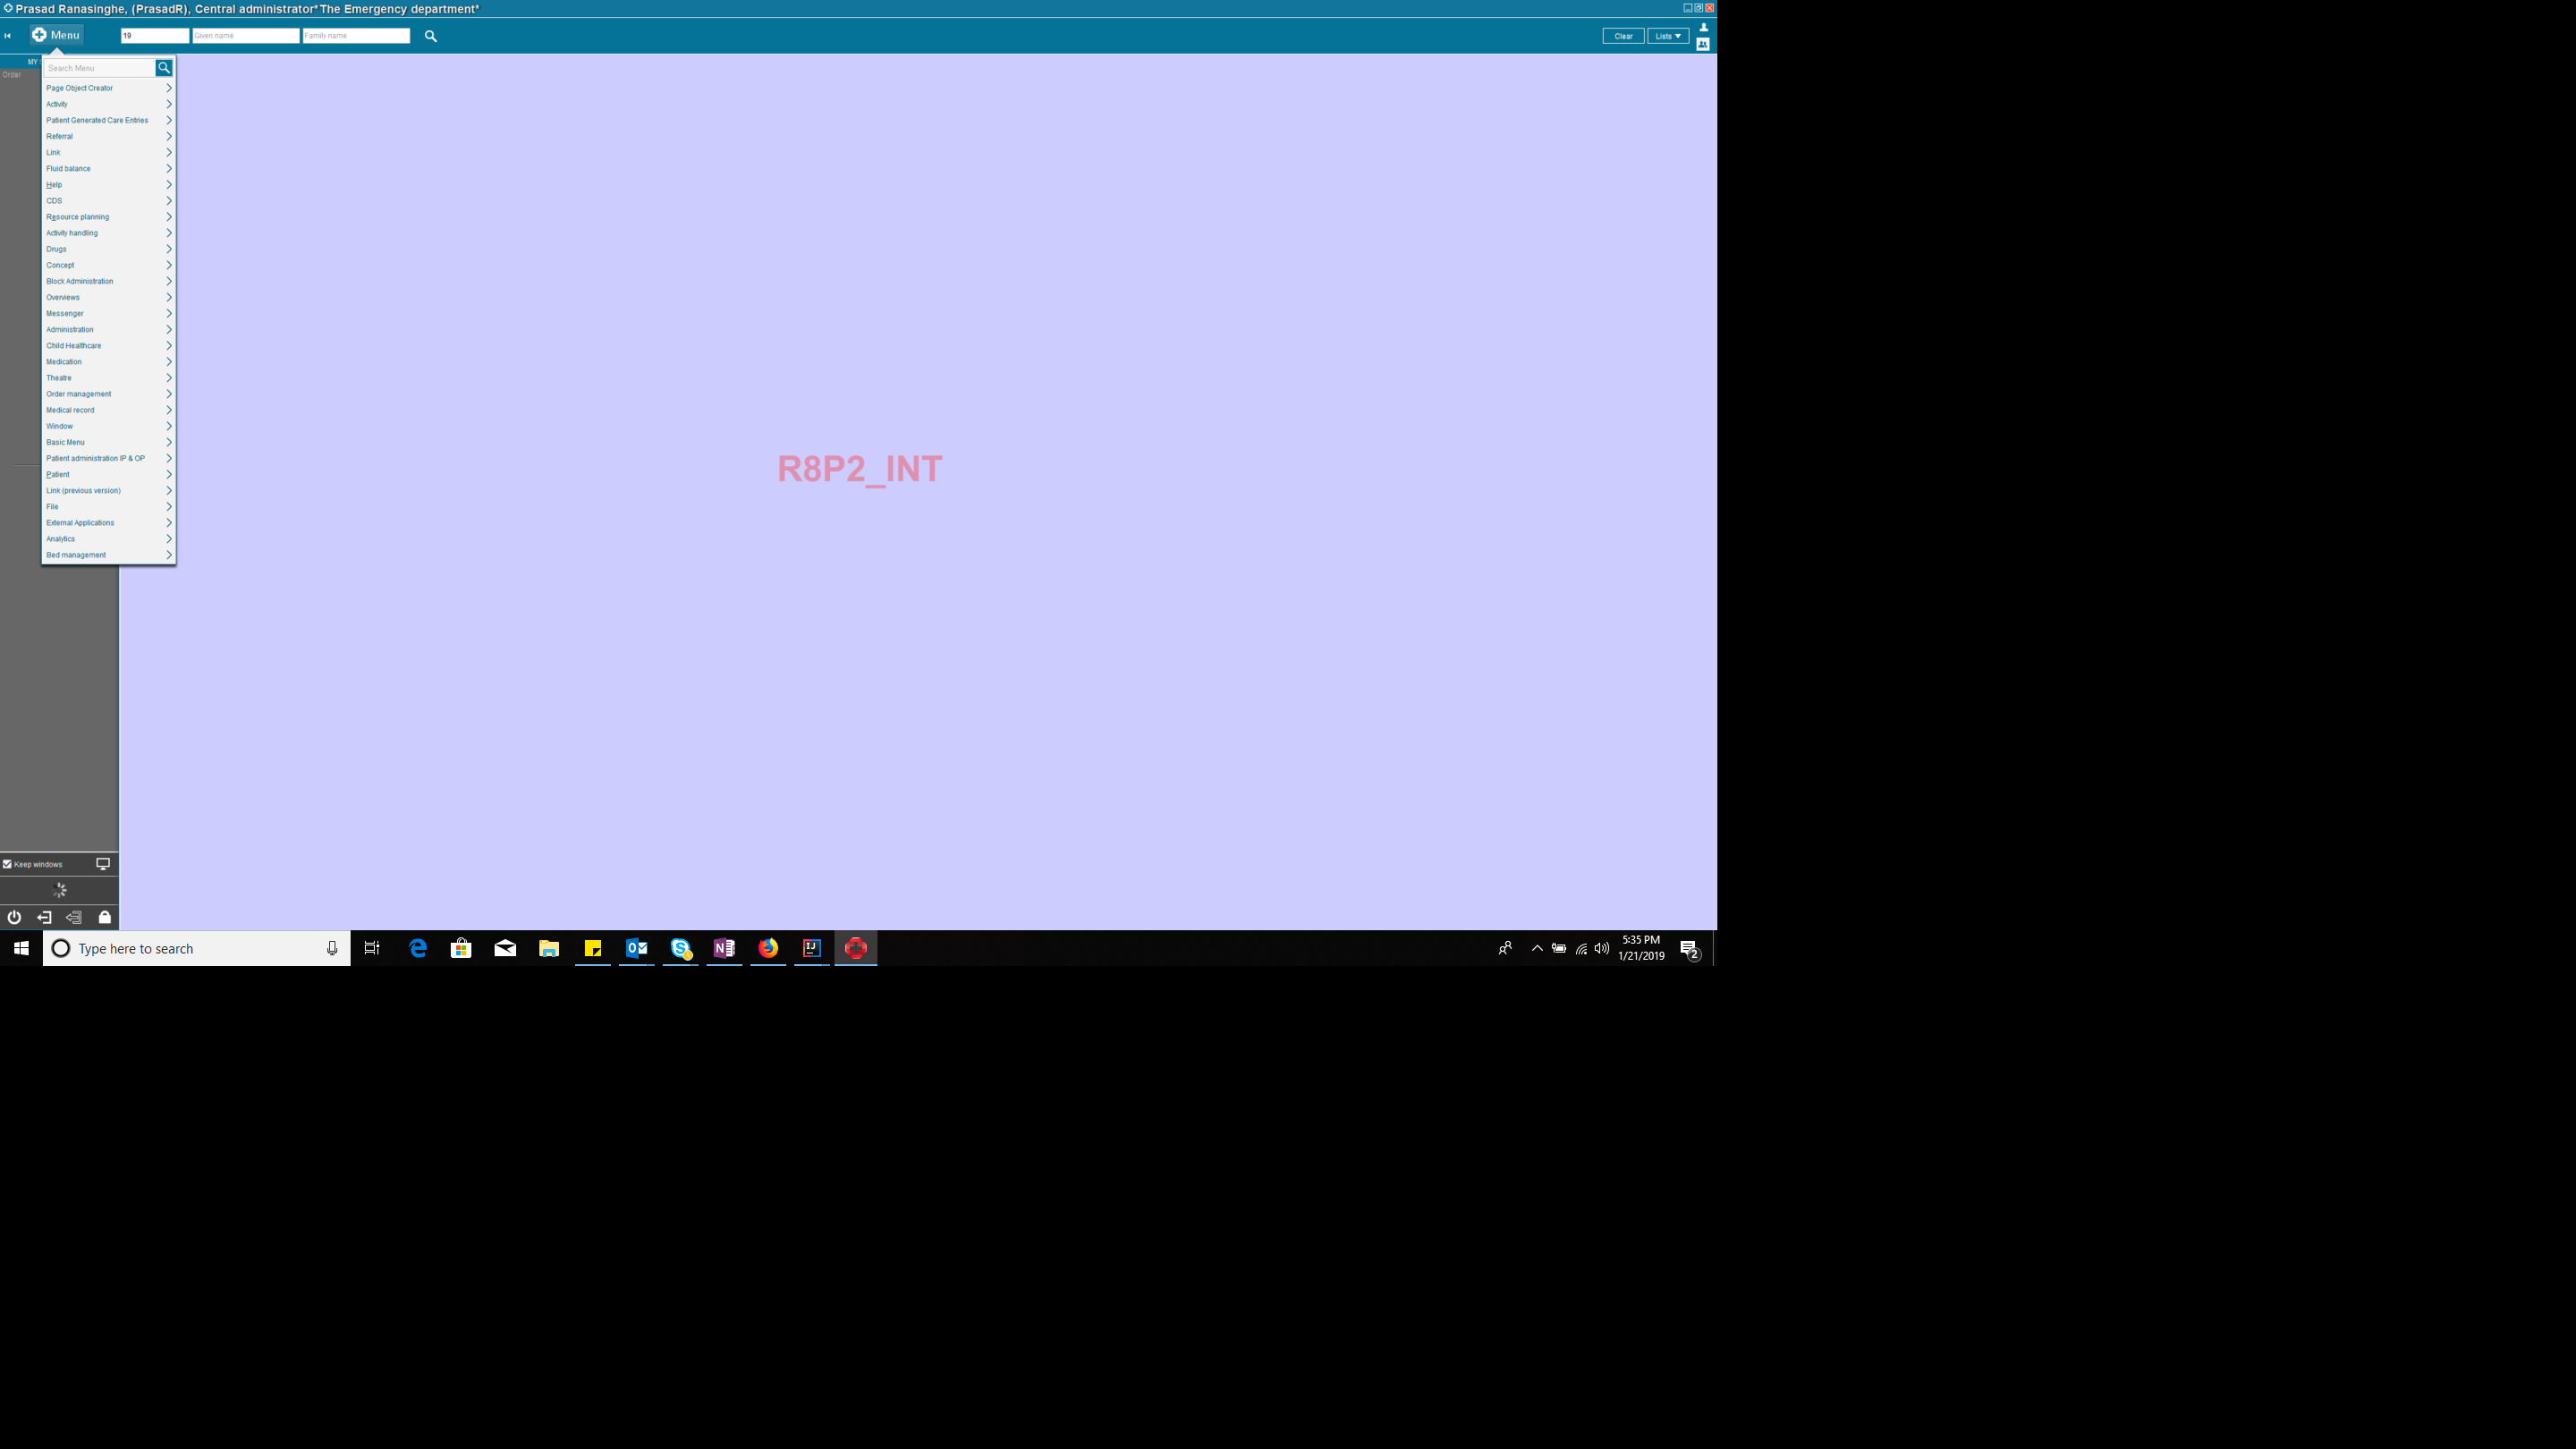 Prasad Ranasinghe, (PrasadR), Central administrator*The Emergency department*
Menu
19
Given name
Family name
Clear
Lists
MY
Order
Search Menu
Page Object Creator
Activity
Patient Generated Care Entries
Referral
Link
Fluid balance
Help
CDS
Resource planning
Activity handling
Drugs
Concept
Block Administration
Overviews
Messenger
Administration
Child Healthcare
Medication
Theatre
Order management
Medical record
Window
Basic Menu
Patient administration IP & OP
Patient
Link (previous version)
File
External Applications
Analytics
Bed management
R8P2_INT
Keep windows
Type here to search
5:35 PM
1/21/2019
2